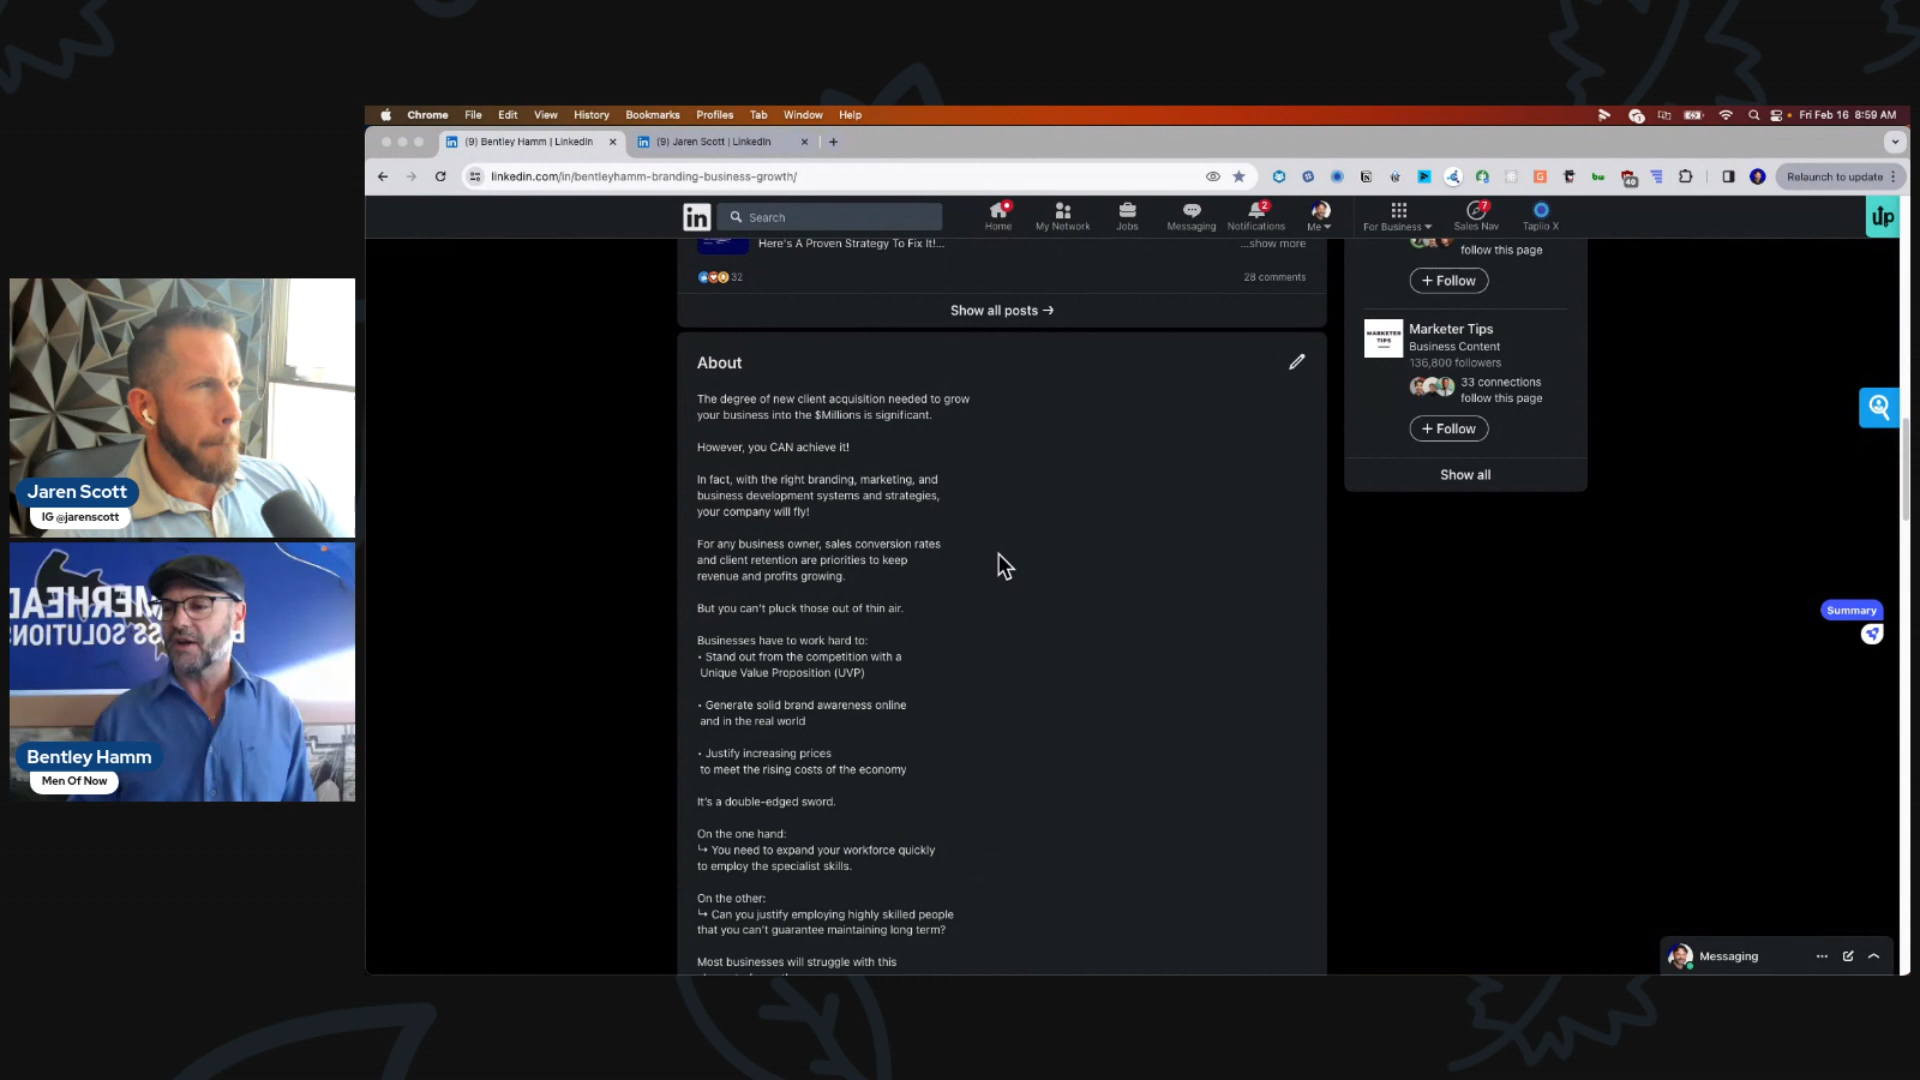 Chrome File Edit View History Bookmarks Profiles Tab Window Help
Fri Feb 16 8:59 AM
(9) Bentley Hamm | LinkedIn
(9) Jaren Scott | LinkedIn
linkedin.com/in/bentleyhamm-branding-business-growth/
Relaunch to update
in
Search
Home
My Network
Jobs
Messaging
2
Notifications
Me
For Business
7
Sales Nav
Taplio X
up
Here's A Proven Strategy To Fix It!...
...show more
32
28 comments
Show all posts →
follow this page
+ Follow
MARKETER
TIPS
Marketer Tips
Business Content
136,800 followers
33 connections
follow this page
+ Follow
Show all
About
The degree of new client acquisition needed to grow
your business into the $Millions is significant.
However, you CAN achieve it!
In fact, with the right branding, marketing, and
business development systems and strategies,
your company will fly!
For any business owner, sales conversion rates
and client retention are priorities to keep
revenue and profits growing.
But you can't pluck those out of thin air.
Businesses have to work hard to:
• Stand out from the competition with a
Unique Value Proposition (UVP)
• Generate solid brand awareness online
and in the real world
• Justify increasing prices
to meet the rising costs of the economy
It's a double-edged sword.
On the one hand:
↳ You need to expand your workforce quickly
to employ the specialist skills.
On the other:
↳ Can you justify employing highly skilled people
that you can't guarantee maintaining long term?
Most businesses will struggle with this
Summary
Messaging
Jaren Scott
IG @jarenscott
Bentley Hamm
Men Of Now